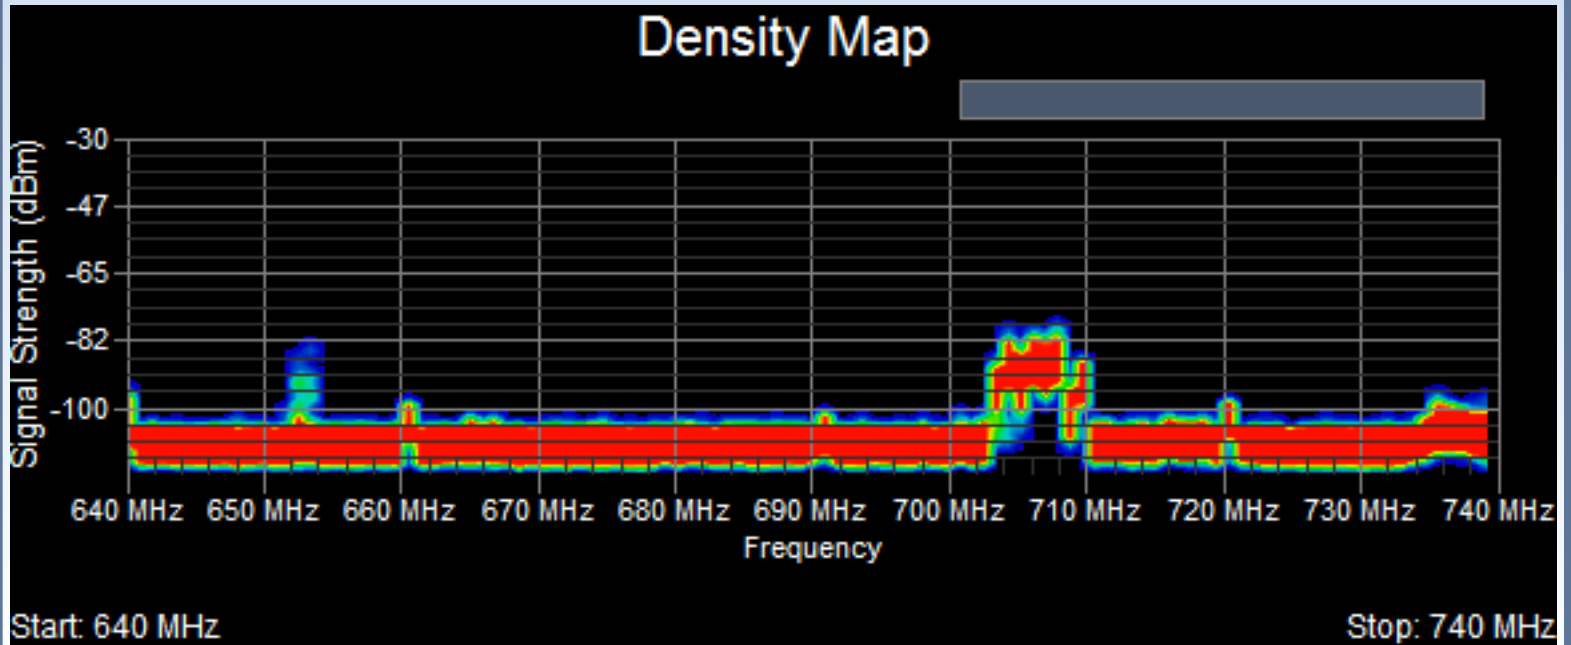 Density Map
Signal Strength (dBm)
-30
-47
-65
-82
-100
640 MHz 650 MHz 660 MHz 670 MHz 680 MHz 690 MHz 700 MHz 710 MHz 720 MHz 730 MHz 740 MHz
Frequency
Start: 640 MHz Stop: 740 MHz